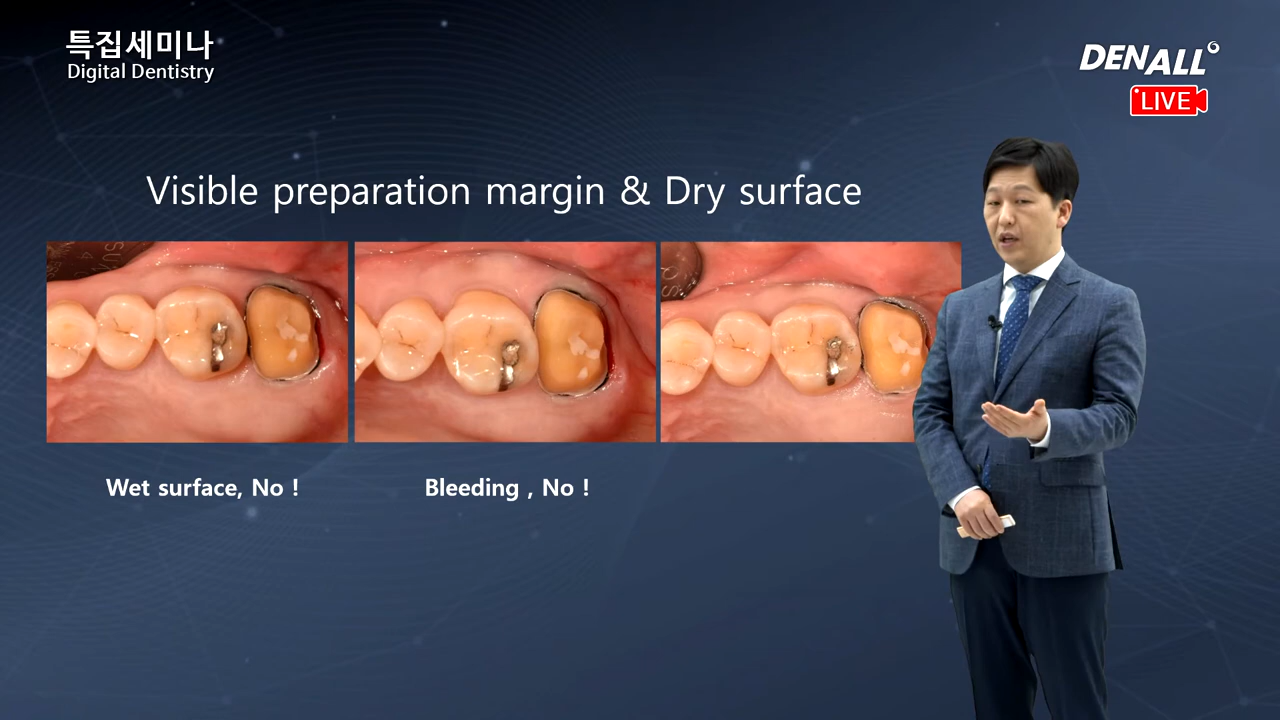 특집세미나
Digital Dentistry
DENALL
LIVE
Visible preparation margin & Dry surface
Wet surface, No !
Bleeding , No !